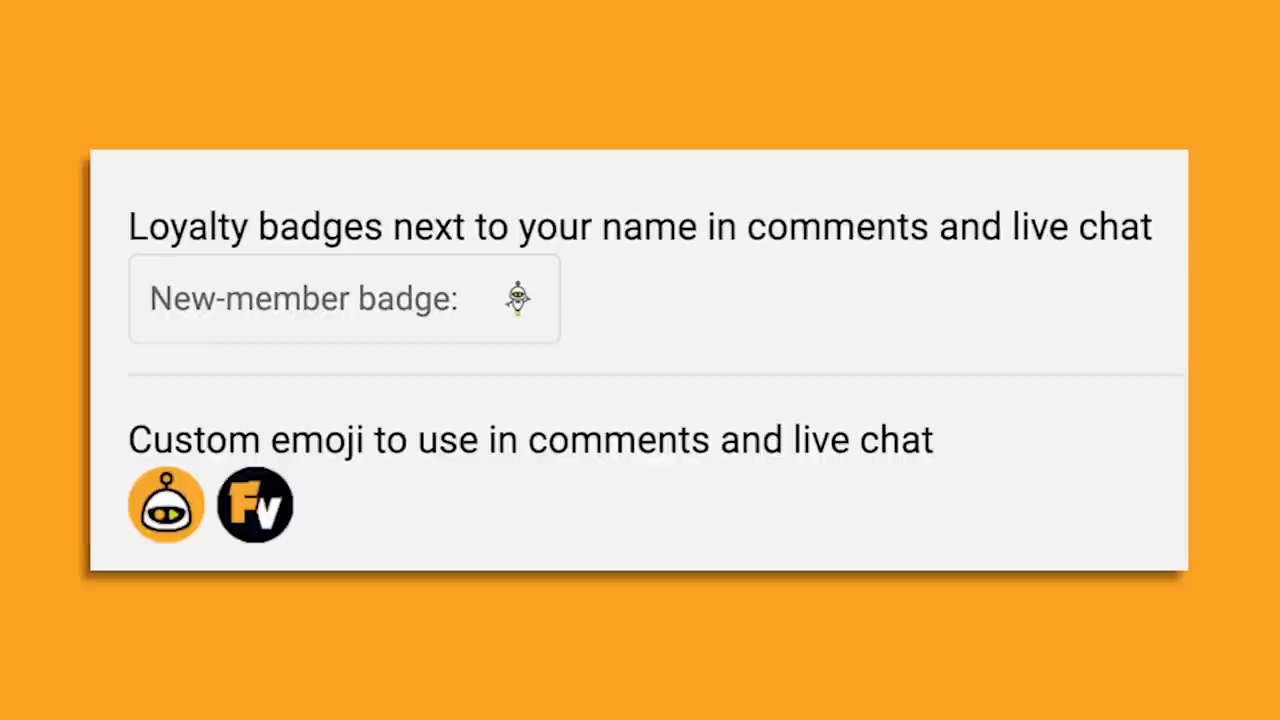 Loyalty badges next to your name in comments and live chat
New-member badge:
Custom emoji to use in comments and live chat
FV